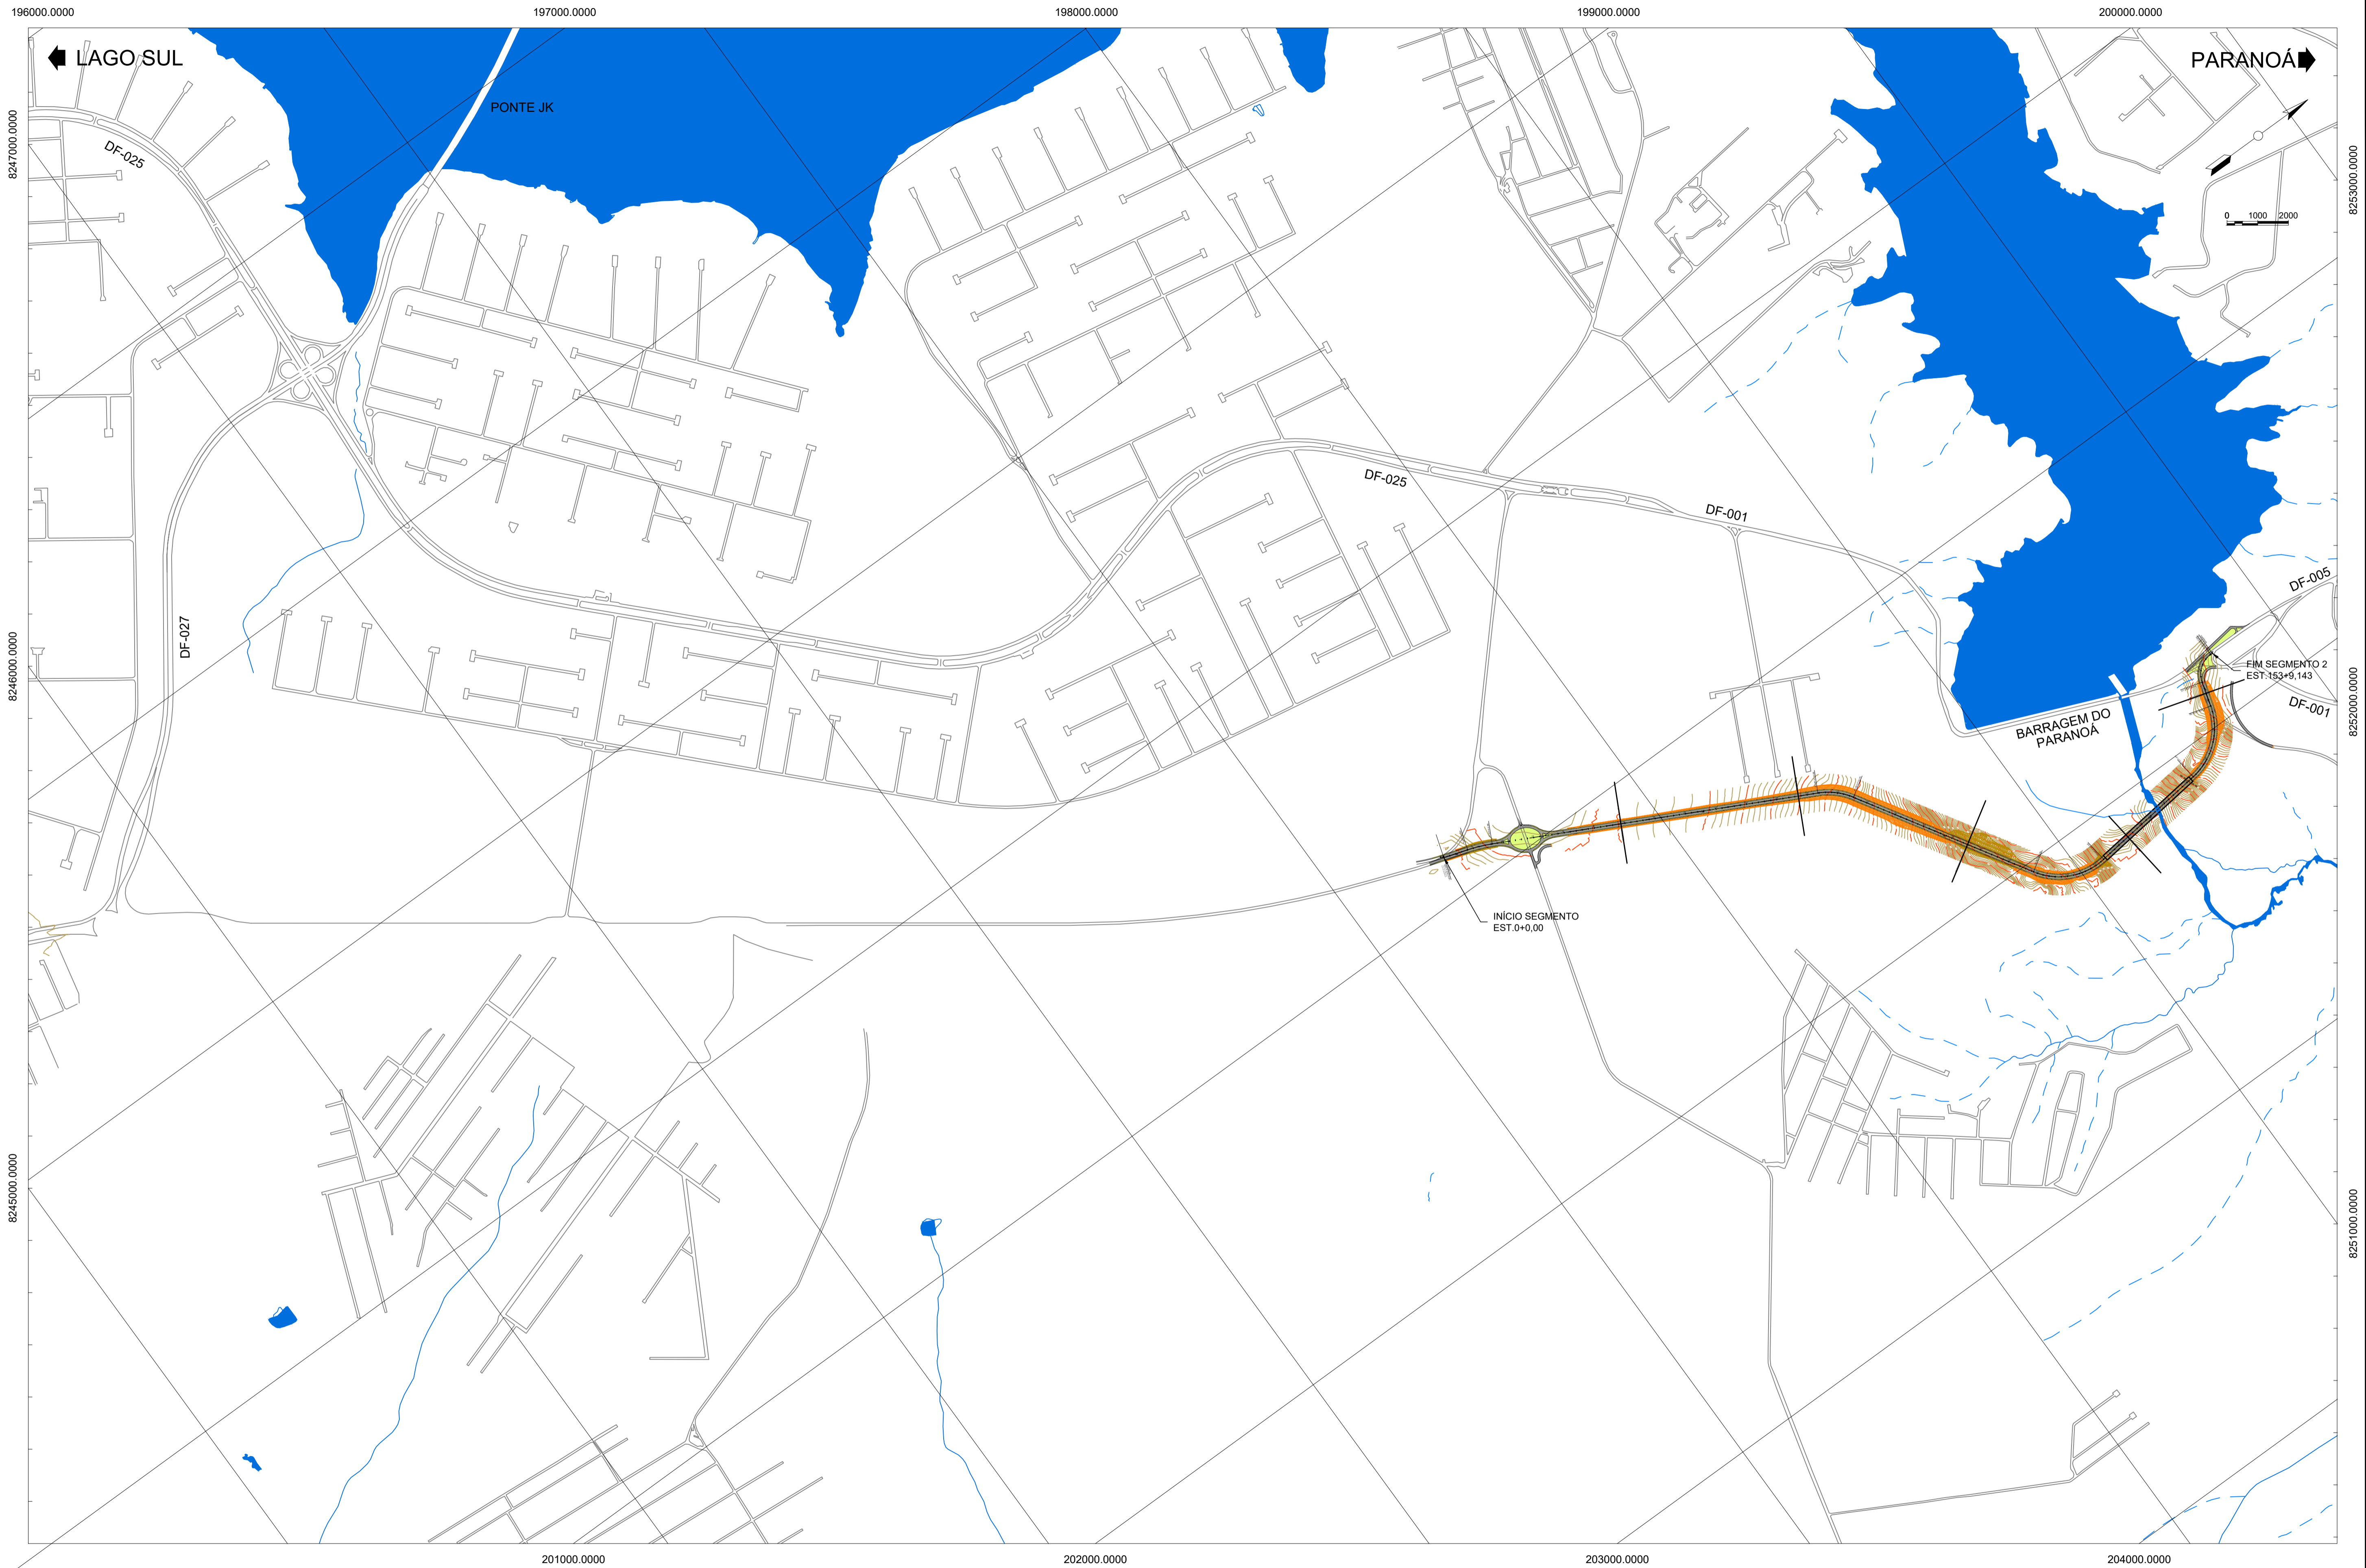 196000.0000
197000.0000
198000.0000
199000.0000
200000.0000
LAGO SUL
PARANOÁ
PONTE JK
8247000.0000
DF-025
8253000.0000
0 1000 2000
DF-025
DF-001
DF-005
DF-027
8246000.0000
FIM SEGMENTO 2
EST.153+9,143
8252000.0000
DF-001
BARRAGEM DO
PARANOÁ
INÍCIO SEGMENTO
EST.0+0,00
8245000.0000
8251000.0000
201000.0000
202000.0000
203000.0000
204000.0000